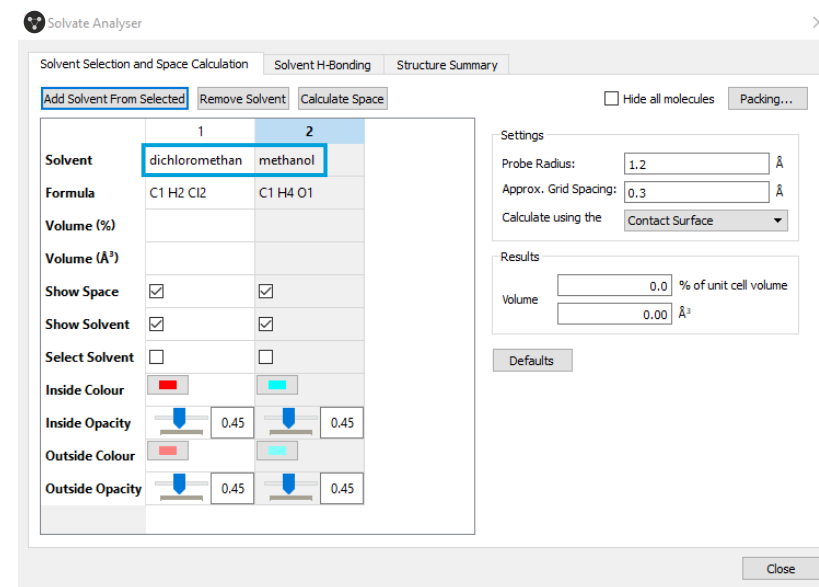 Solvate Analyser
Solvent Selection and Space Calculation Solvent H-Bonding Structure Summary
Add Solvent From Selected Remove Solvent Calculate Space Hide all molecules Packing...
1 2
Solvent dichloromethan methanol
Formula C1 H2 Cl2 C1 H4 O1
Volume (%)
Volume (Å³)
Show Space
Show Solvent
Select Solvent
Inside Colour
Inside Opacity 0.45 0.45
Outside Colour
Outside Opacity 0.45 0.45
Settings
Probe Radius: 1.2 Å
Approx. Grid Spacing: 0.3 Å
Calculate using the Contact Surface
Results
Volume 0.0 % of unit cell volume
0.00 Å³
Defaults
Close